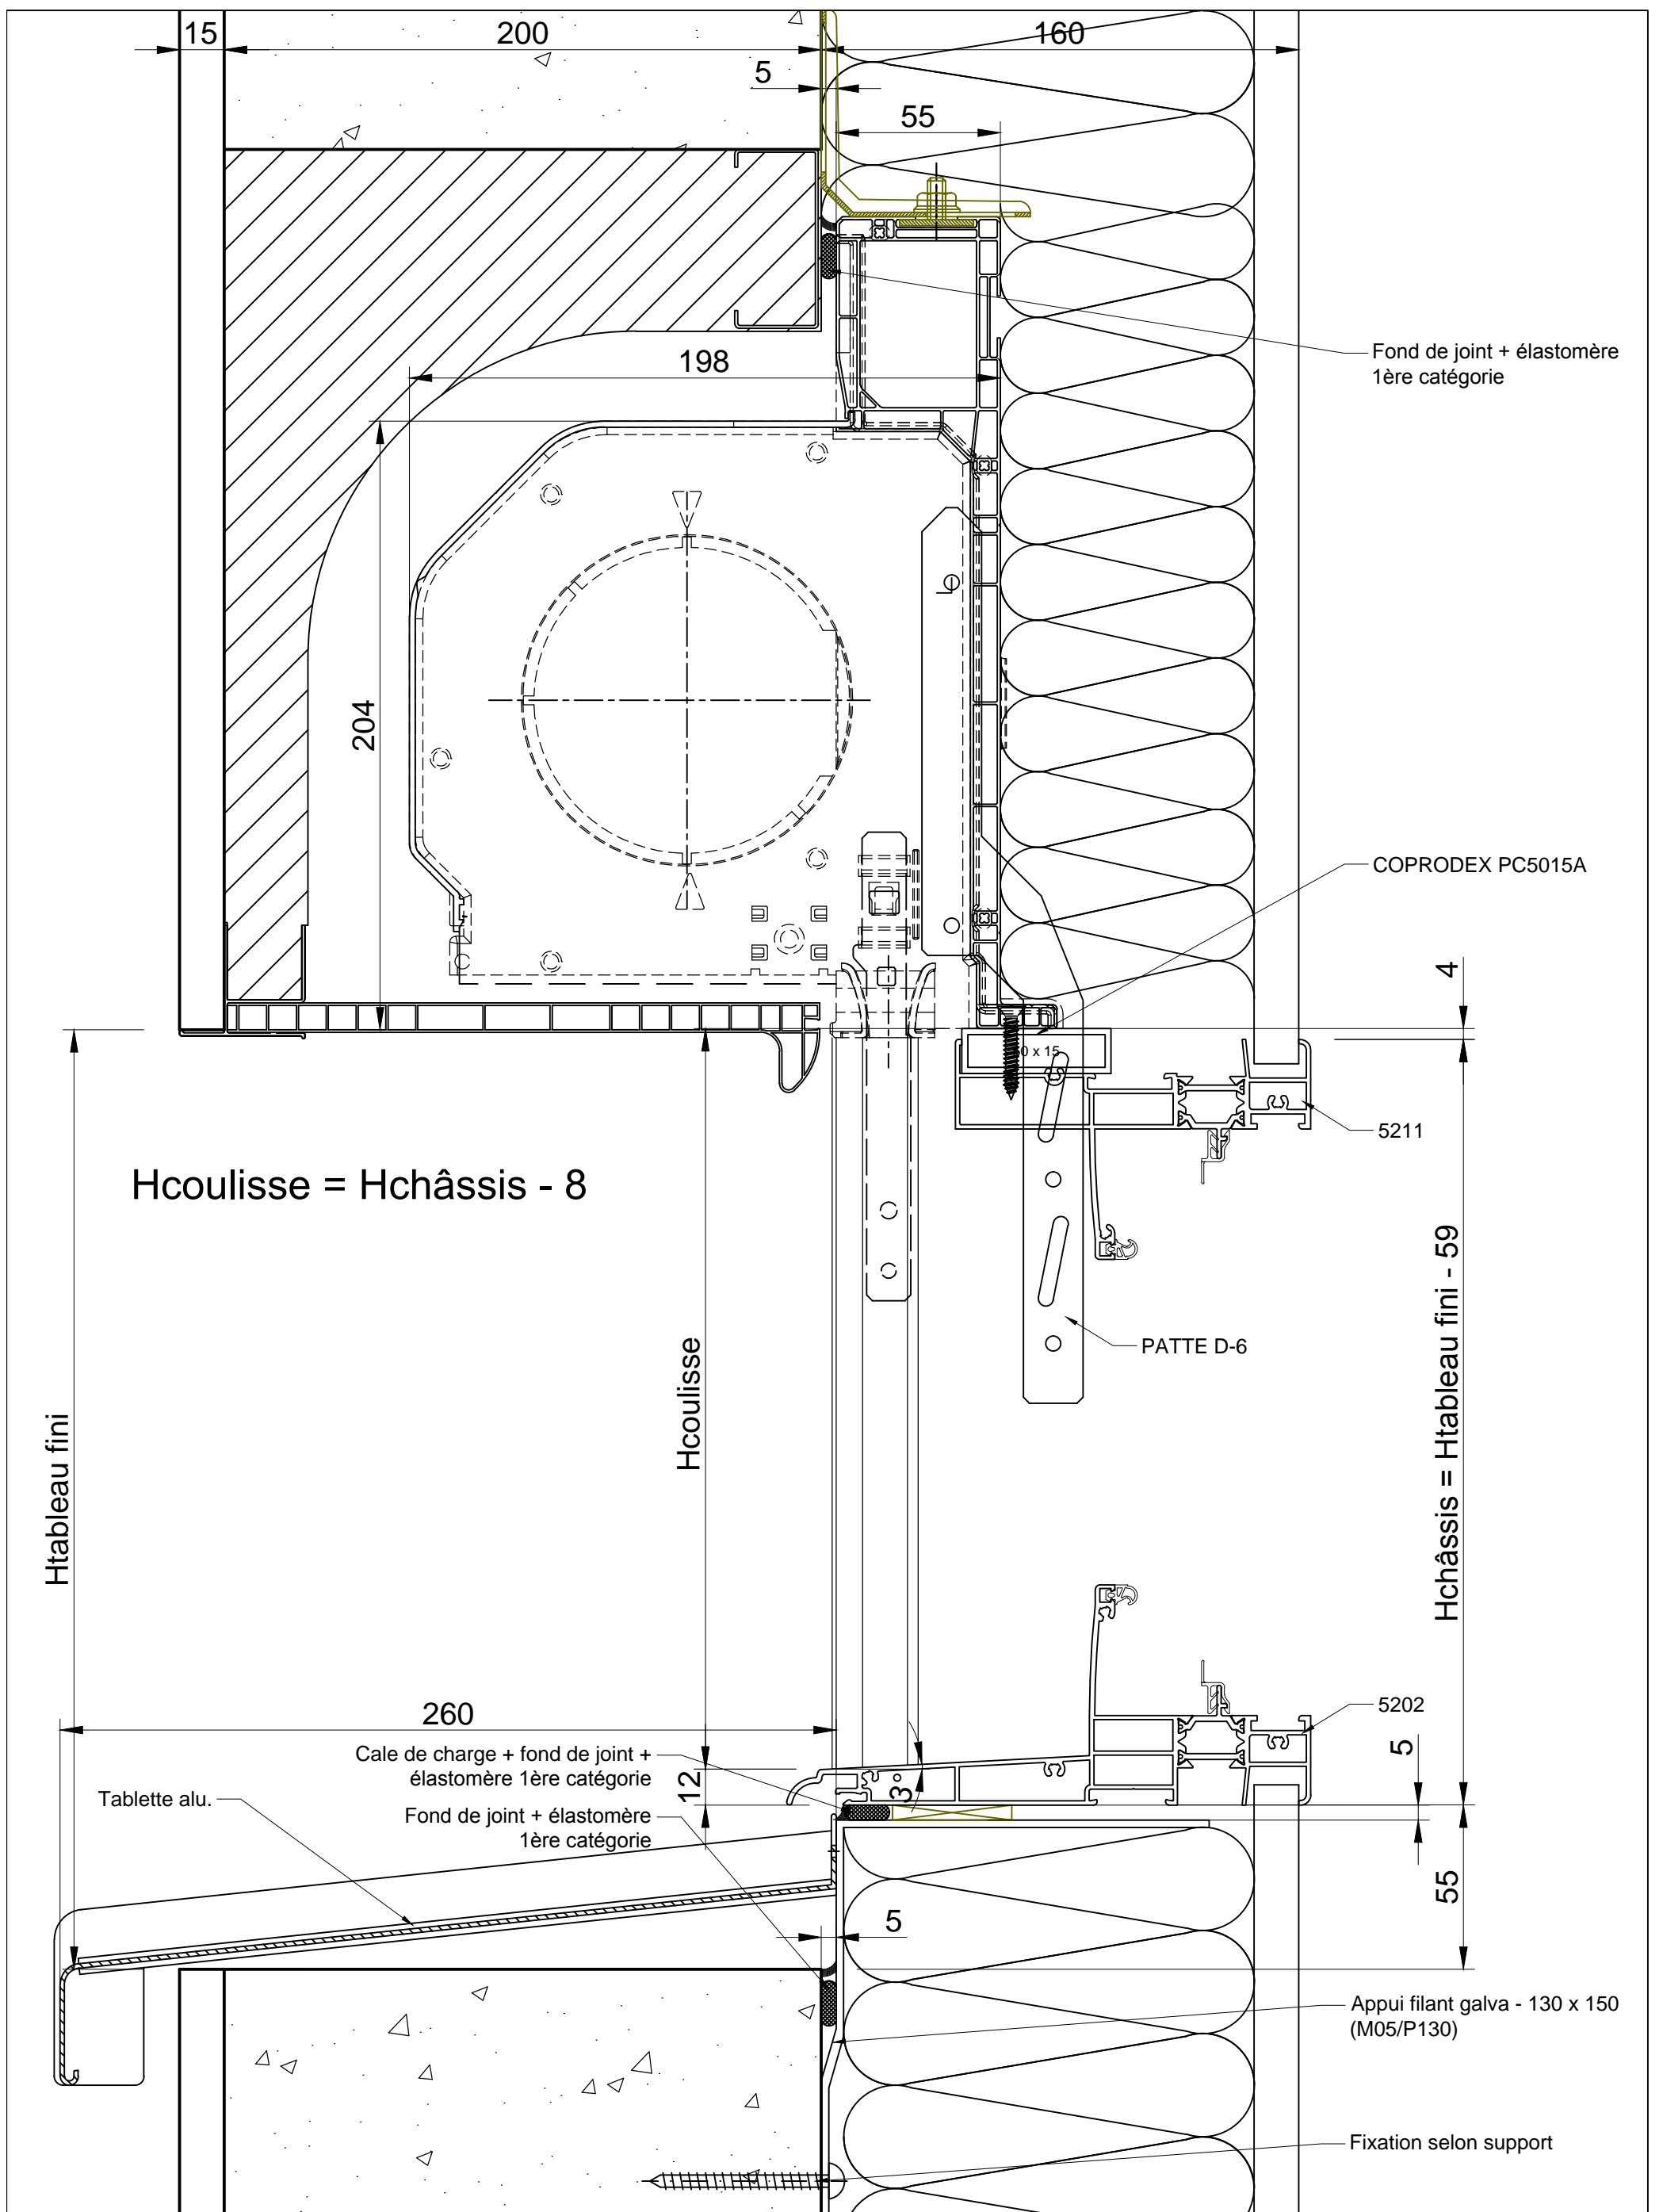 15
200
160
5
55
Fond de joint + élastomère
1ère catégorie
198
204
COPRODEX PC5015A
4
0 x 15
5211
Hcoulisse = Hchâssis - 8
PATTE D-6
Htableau fini
Hcoulisse
Hchâssis = Htableau fini - 59
260
5202
Cale de charge + fond de joint +
élastomère 1ère catégorie
5
12
3
Tablette alu.
Fond de joint + élastomère
1ère catégorie
55
5
Appui filant galva - 130 x 150
(M05/P130)
Fixation selon support